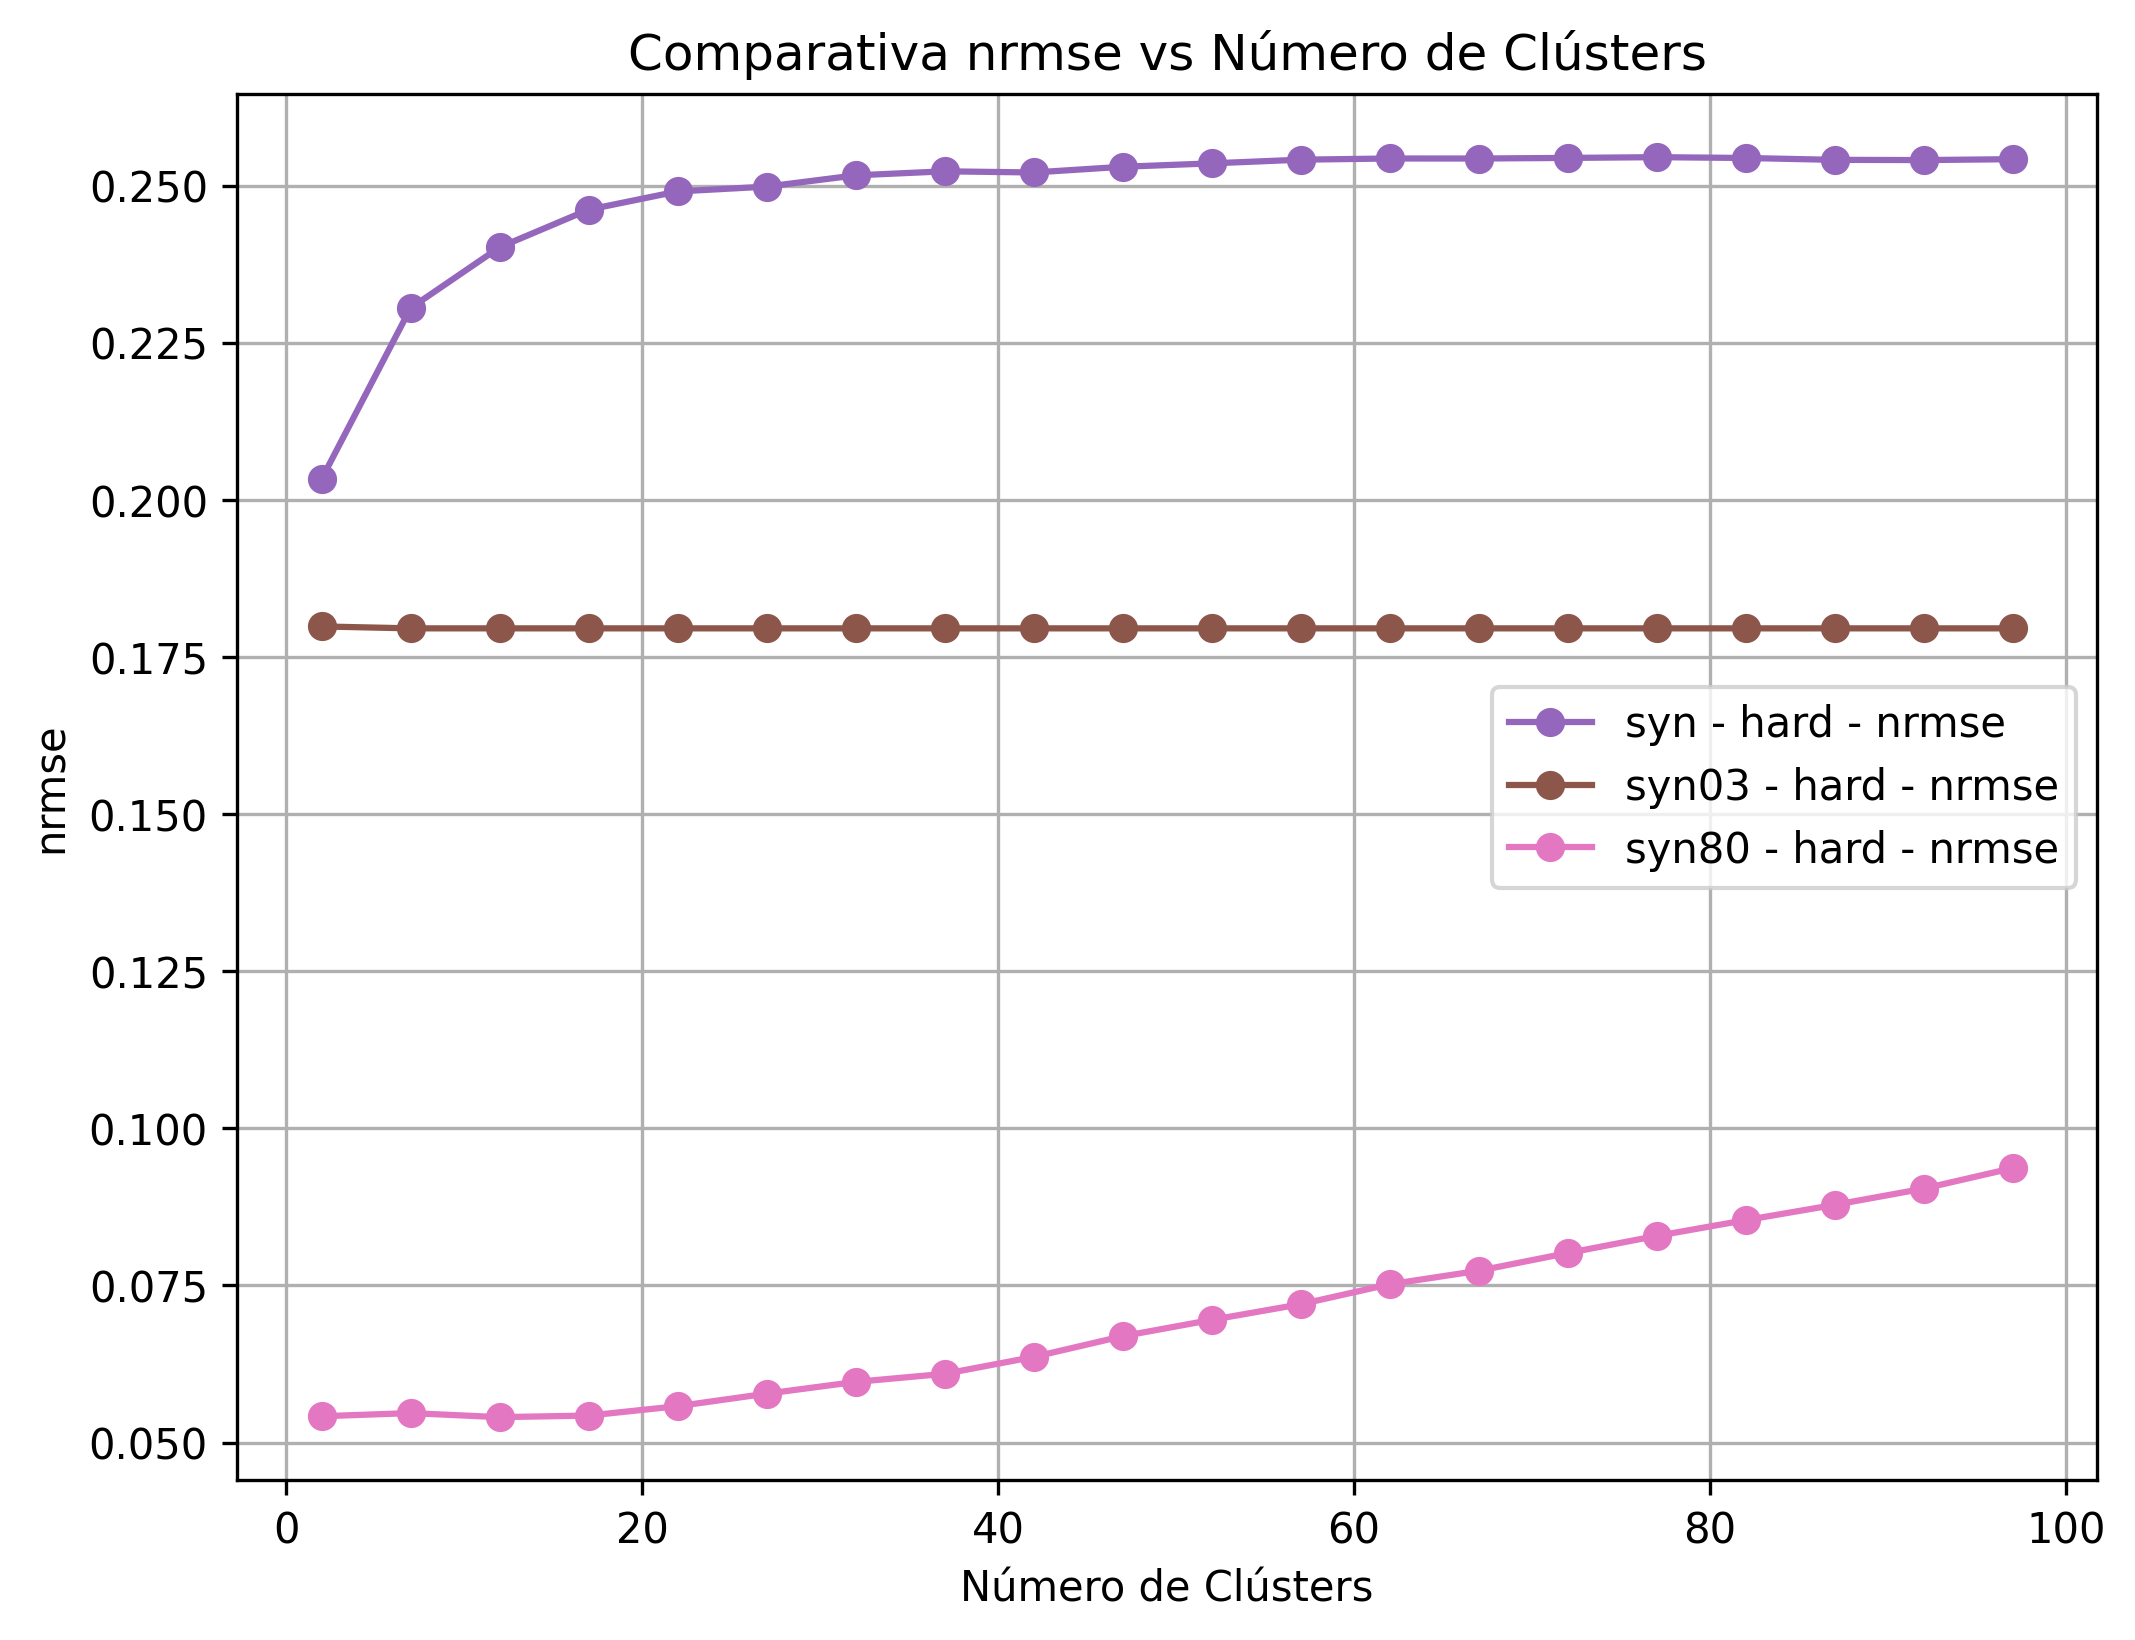 Comparativa nrmse vs Número de Clústers
0.250
0.225
0.200
0.175
0.150
0.125
0.100
0.075
0.050
nrmse
syn - hard - nrmse
syn03 - hard - nrmse
syn80 - hard - nrmse
0 20 40 60 80 100
Número de Clústers